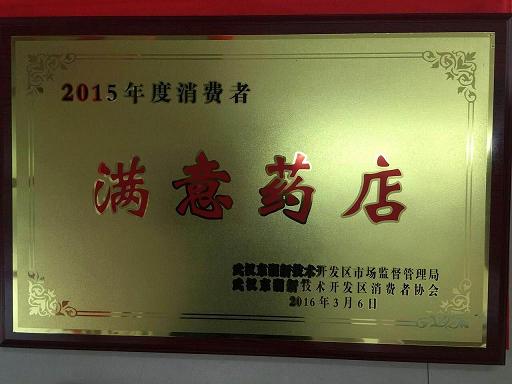 2015年度消费者
满意药店
武汉东湖新技术开发区市场监督管理局
武汉东湖新技术开发区消费者协会
2016年3月6日